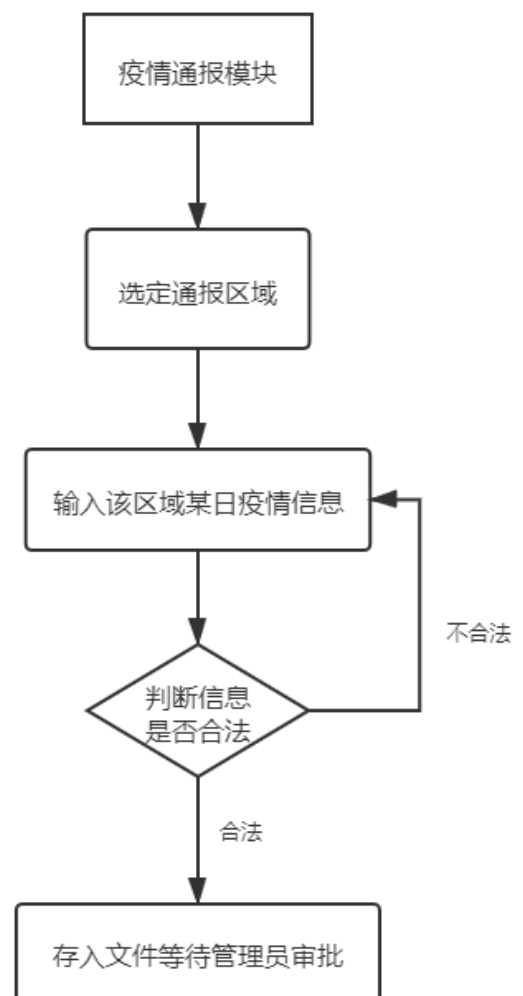 疫情通报模块
选定通报区域
输入该区域某日疫情信息
不合法
判断信息
是否合法
合法
存入文件等待管理员审批